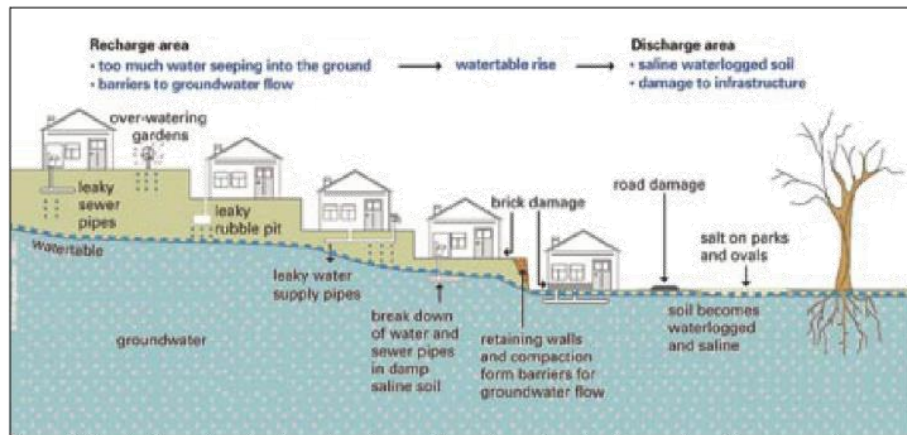 Recharge area
• too much water seeping into the ground
• barriers to groundwater flow
watertable rise
Discharge area
• saline waterlogged soil
• damage to infrastructure
over-watering
gardens
leaky
sewer
pipes
leaky
rubble pit
brick damage
road damage
salt on parks
and ovals
watertable
leaky water
supply pipes
groundwater
break down
of water and
sewer pipes
in damp
saline soil
retaining walls
and compaction
form barriers for
groundwater flow
soil becomes
waterlogged
and saline